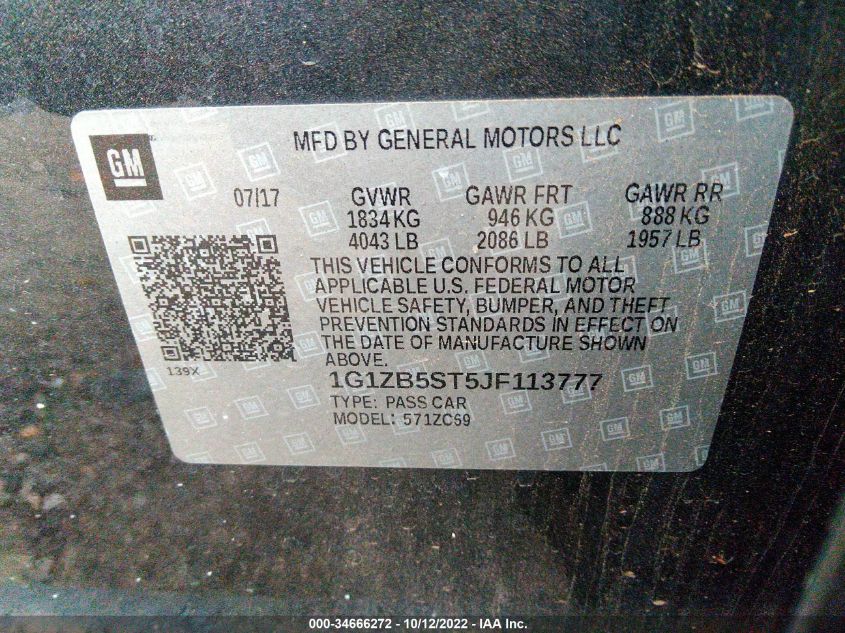 GM
MFD BY GENERAL MOTORS LLC
07/17 GVWR GAWR FRT GAWR RR
1834 KG 946 KG 888 KG
4043 LB 2086 LB 1957 LB
THIS VEHICLE CONFORMS TO ALL
APPLICABLE U.S. FEDERAL MOTOR
VEHICLE SAFETY, BUMPER, AND THEFT
PREVENTION STANDARDS IN EFFECT ON
THE DATE OF MANUFACTURE SHOWN
ABOVE.
139X
1G1ZB5ST5JF113777
TYPE: PASS CAR
MODEL: 571ZC69
000-34666272 - 10/12/2022 - IAA Inc.